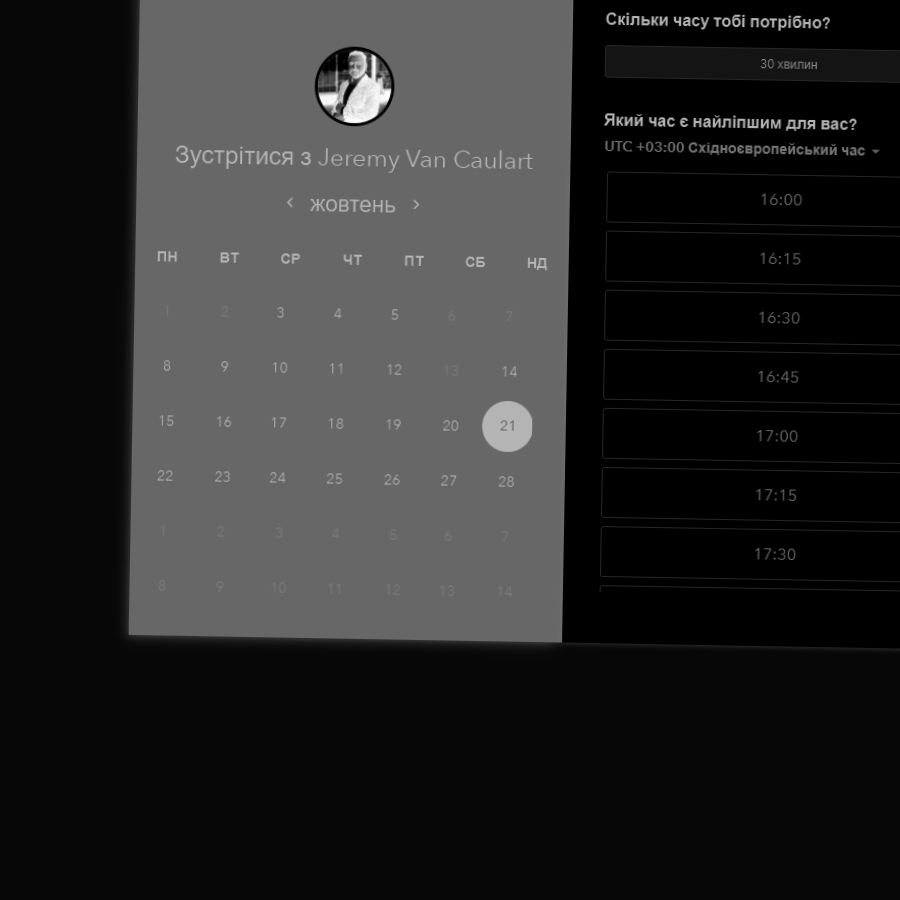 Зустрітися з Jeremy Van Caulart
жовтень
ПН ВТ СР ЧТ ПТ СБ НД
1 2 3 4 5 6 7
8 9 10 11 12 13 14
15 16 17 18 19 20 21
22 23 24 25 26 27 28
1 2 3 4 5 6 7
8 9 10 11 12 13 14
Скільки часу тобі потрібно?
30 хвилин
Який час є найліпшим для вас?
UTC +03:00 Східноєвропейський час
16:00
16:15
16:30
16:45
17:00
17:15
17:30